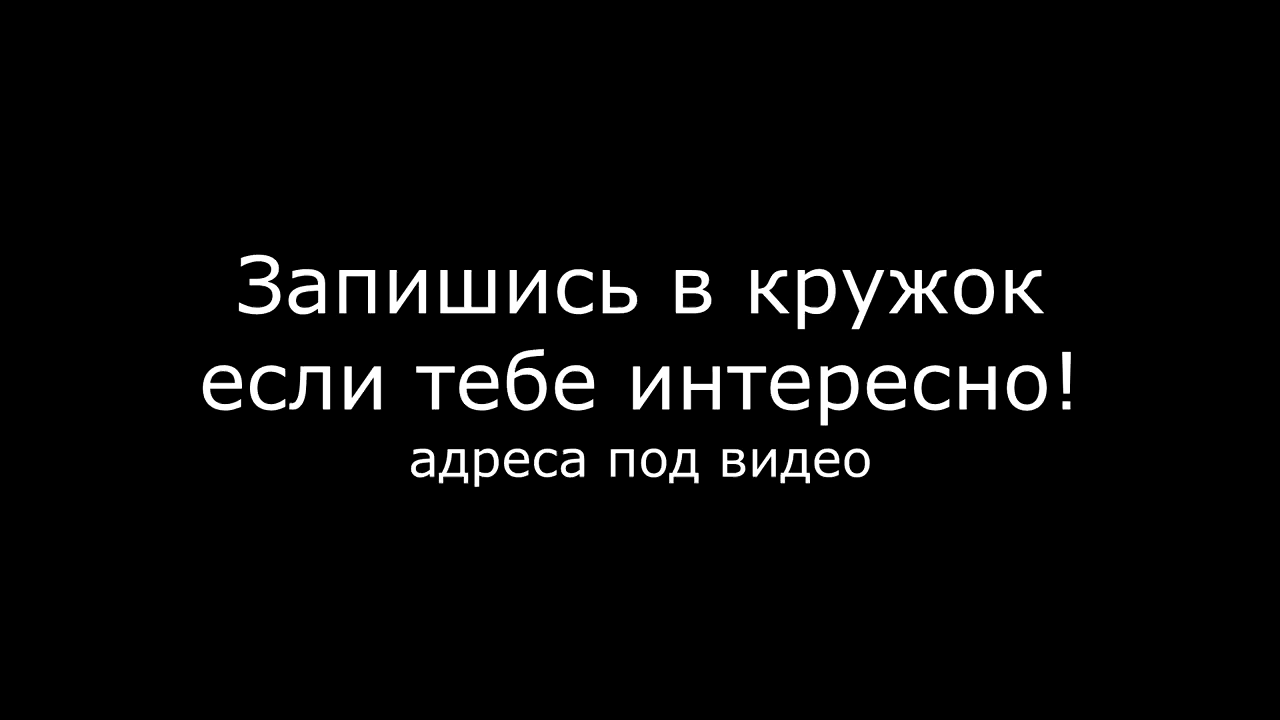 Запишись в кружок
если тебе интересно!
адреса под видео